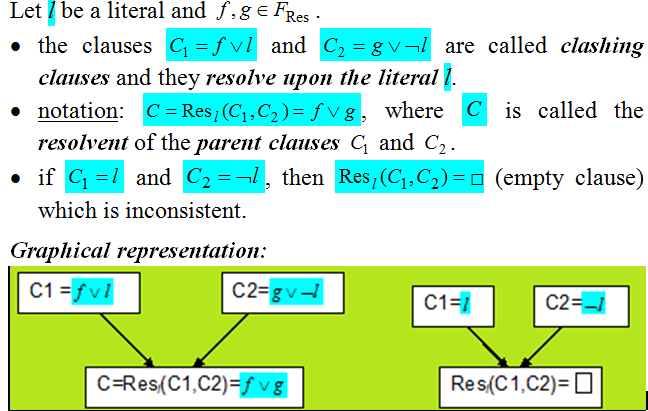 Let l be a literal and f, g ∈ F_Res .
• the clauses C₁ = f ∨ l and C₂ = g ∨ ¬l are called clashing
clauses and they resolve upon the literal l.
• notation: C = Res_l (C₁, C₂) = f ∨ g , where C is called the
resolvent of the parent clauses C₁ and C₂ .
• if C₁ = l and C₂ = ¬l , then Res_l (C₁, C₂) = □ (empty clause)
which is inconsistent.
Graphical representation:
C1 = f ∨ l
C2= g ∨ ¬l
C=Res_l(C1,C2)= f ∨ g
C1= l
C2= ¬l
Res_l(C1,C2)= □